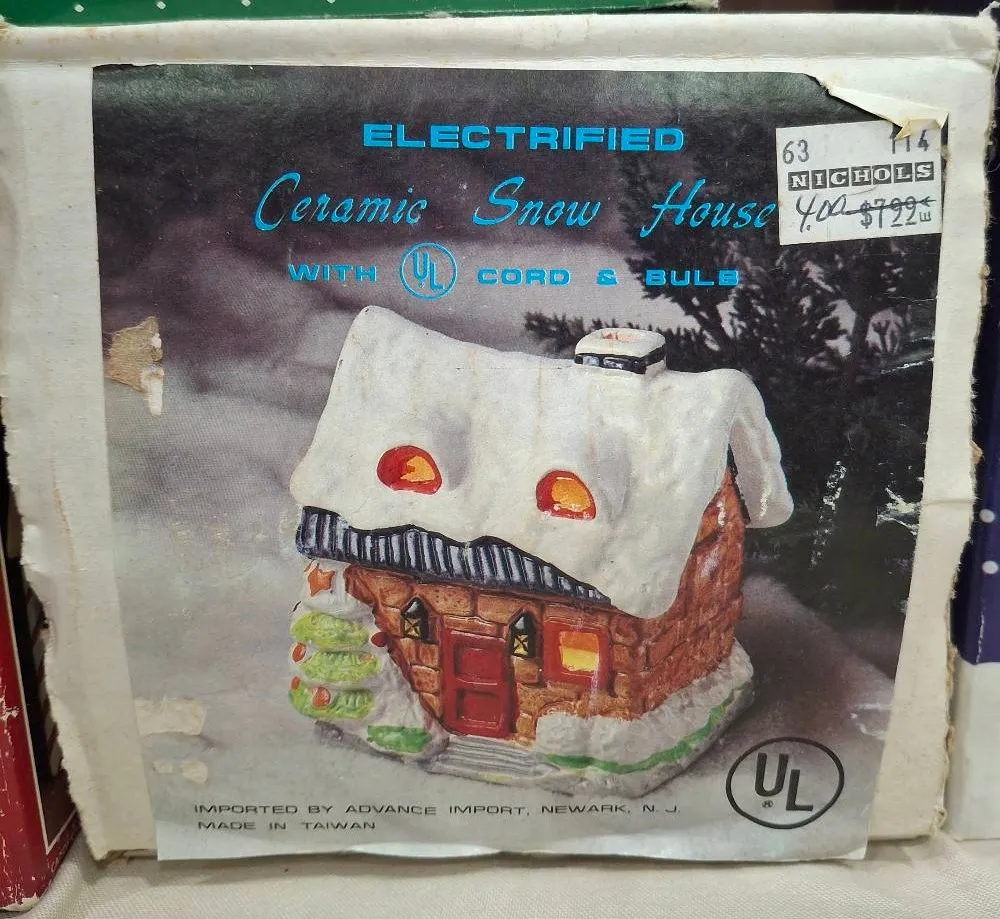 ELECTRIFIED
Ceramic Snow House
WITH UL CORD & BULB
63 114
NICHOLS
4.00 $7.99
UL
IMPORTED BY ADVANCE IMPORT, NEWARK, N. J.
MADE IN TAIWAN